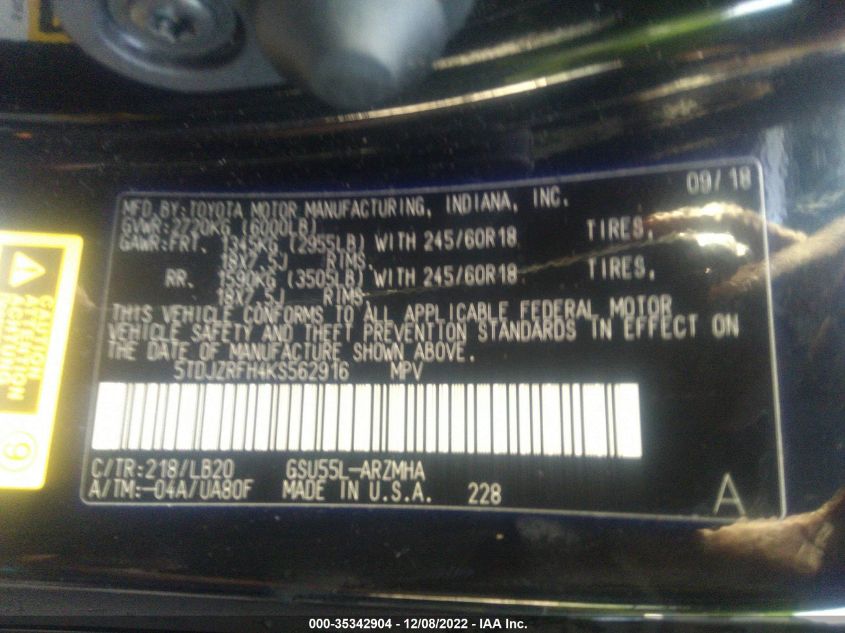 09/18
MFD. BY: TOYOTA MOTOR MANUFACTURING, INDIANA, INC.
GVWR: 2720KG (6000LB)
GAWR: FRT. 1345KG (2955LB) WITH 245/60R18 TIRES,
18X7.5J RIMS,
RR. 1590KG (3505LB) WITH 245/60R18 TIRES,
18X7.5J RIMS,
THIS VEHICLE CONFORMS TO ALL APPLICABLE FEDERAL MOTOR
VEHICLE SAFETY AND THEFT PREVENTION STANDARDS IN EFFECT ON
THE DATE OF MANUFACTURE SHOWN ABOVE.
5TDJZRFH4KS562916 MPV
C/TR: 218/LB20 GSU55L-ARZMHA
A/TM: -04A/UA80F MADE IN U.S.A. 228
A
CAUTION
ATTENTION
ACHTUNG
9
000-35342904 - 12/08/2022 - IAA Inc.